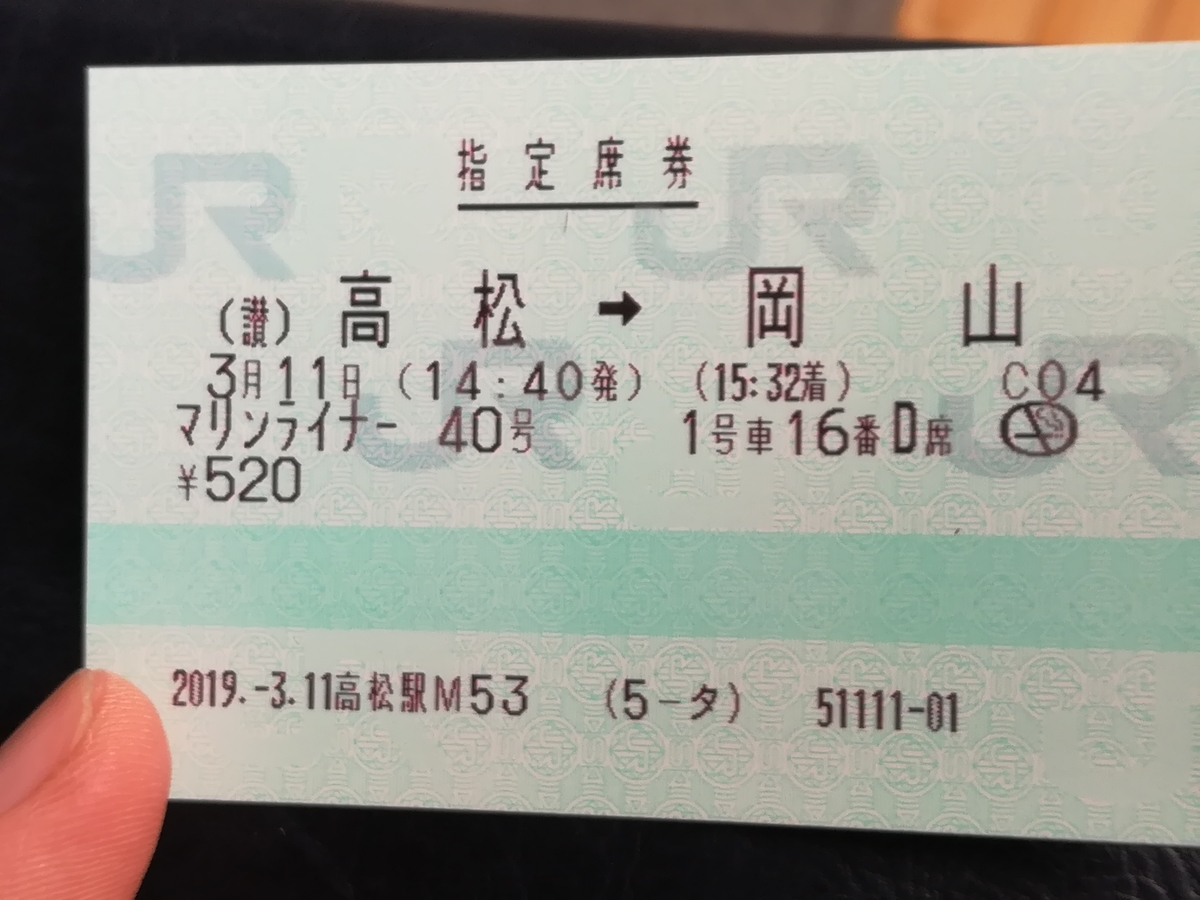 指定席券
(讃)高松➡岡山
3月11日(14:40発) (15:32着) C04
マリンライナー 40号 1号車16番D席
¥520
2019.-3.11高松駅M53 (5-タ) 51111-01